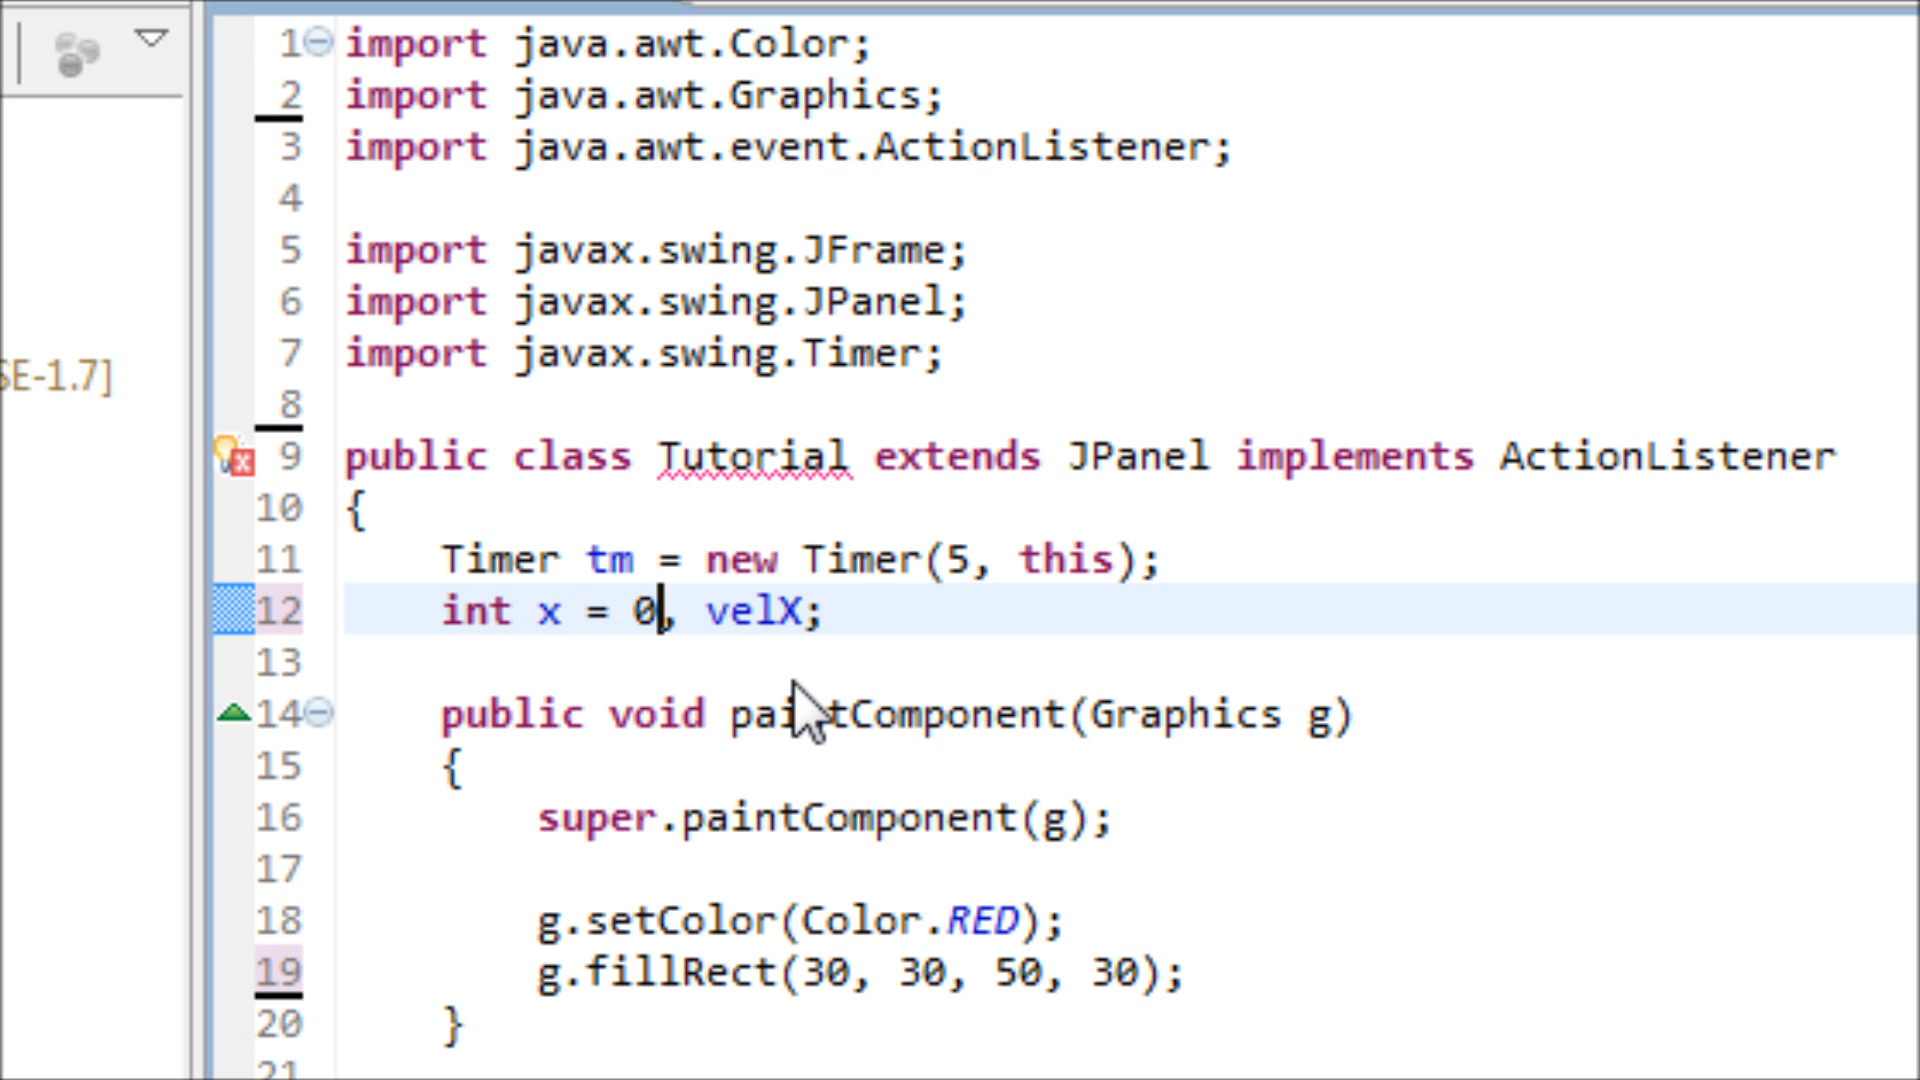 SE-1.7]
1 import java.awt.Color;
2 import java.awt.Graphics;
3 import java.awt.event.ActionListener;
4
5 import javax.swing.JFrame;
6 import javax.swing.JPanel;
7 import javax.swing.Timer;
8
9 public class Tutorial extends JPanel implements ActionListener
10 {
11 Timer tm = new Timer(5, this);
12 int x = 0, velX;
13
14 public void paintComponent(Graphics g)
15 {
16 super.paintComponent(g);
17
18 g.setColor(Color.RED);
19 g.fillRect(30, 30, 50, 30);
20 }
21